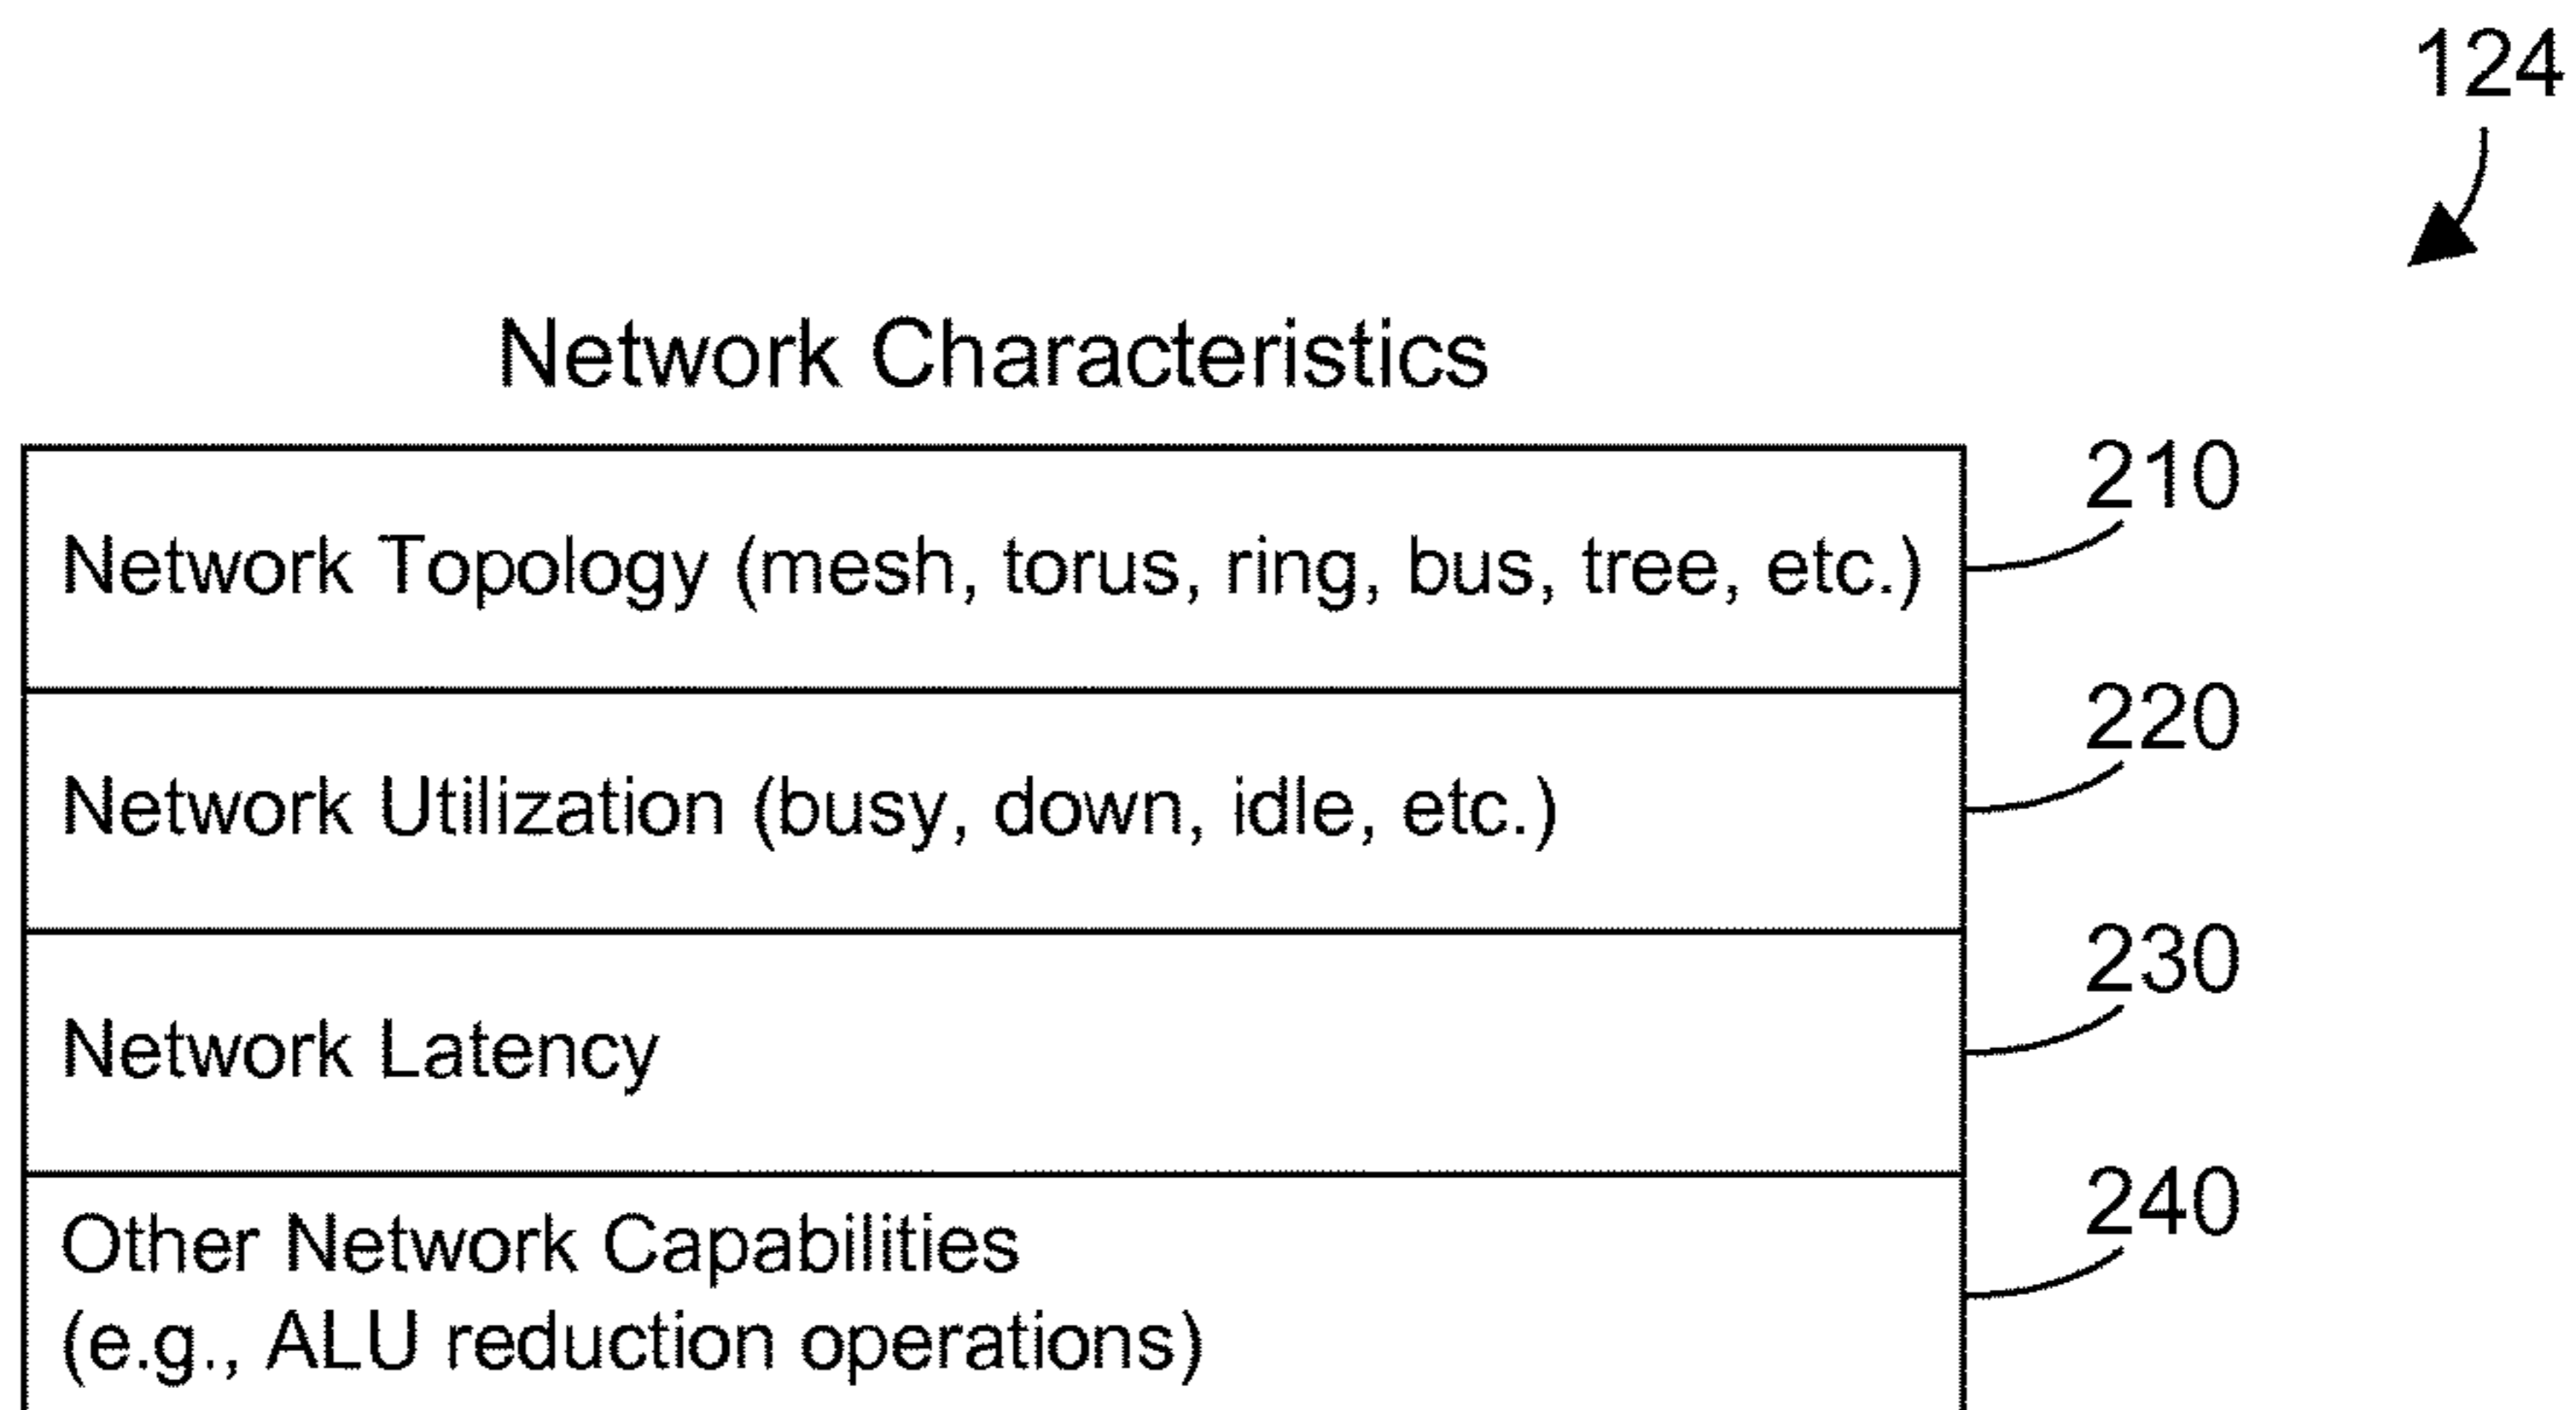 124
Network Characteristics
Network Topology (mesh, torus, ring, bus, tree, etc.)
210
Network Utilization (busy, down, idle, etc.)
220
Network Latency
230
Other Network Capabilities
(e.g., ALU reduction operations)
240